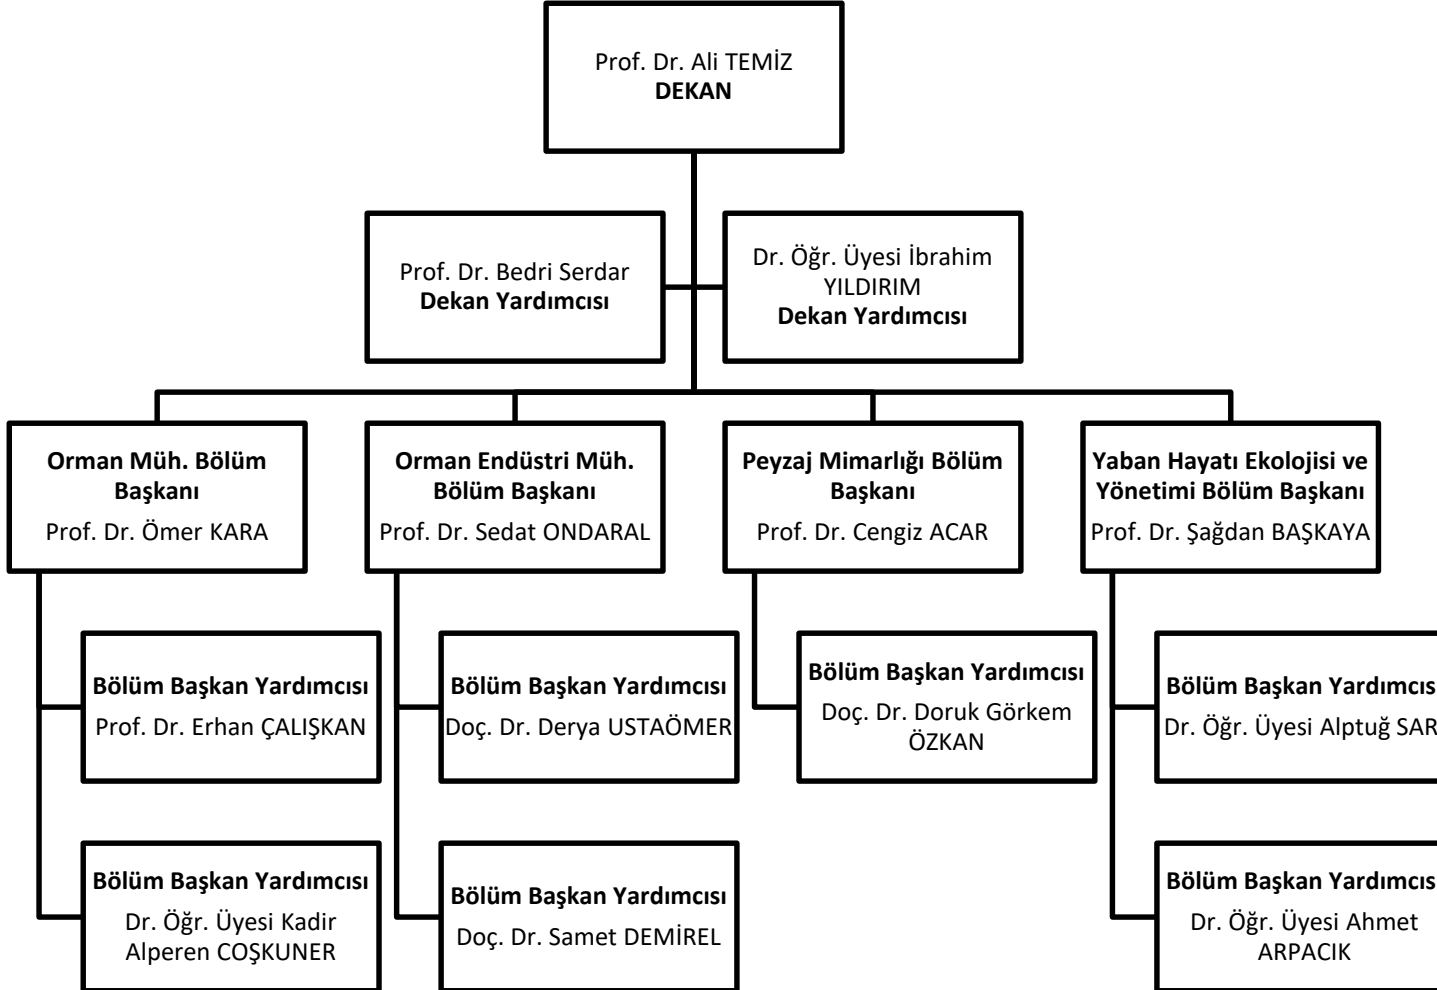 Prof. Dr. Ali TEMİZ
DEKAN
Prof. Dr. Bedri Serdar
Dekan Yardımcısı
Dr. Öğr. Üyesi İbrahim
YILDIRIM
Dekan Yardımcısı
Orman Müh. Bölüm
Başkanı
Prof. Dr. Ömer KARA
Orman Endüstri Müh.
Bölüm Başkanı
Prof. Dr. Sedat ONDARAL
Peyzaj Mimarlığı Bölüm
Başkanı
Prof. Dr. Cengiz ACAR
Yaban Hayatı Ekolojisi ve
Yönetimi Bölüm Başkanı
Prof. Dr. Şağdan BAŞKAYA
Bölüm Başkan Yardımcısı
Prof. Dr. Erhan ÇALIŞKAN
Bölüm Başkan Yardımcısı
Doç. Dr. Derya USTAÖMER
Bölüm Başkan Yardımcısı
Doç. Dr. Doruk Görkem
ÖZKAN
Bölüm Başkan Yardımcıs
Dr. Öğr. Üyesi Alptuğ SAR
Bölüm Başkan Yardımcısı
Dr. Öğr. Üyesi Kadir
Alperen COŞKUNER
Bölüm Başkan Yardımcısı
Doç. Dr. Samet DEMİREL
Bölüm Başkan Yardımcıs
Dr. Öğr. Üyesi Ahmet
ARPACIK